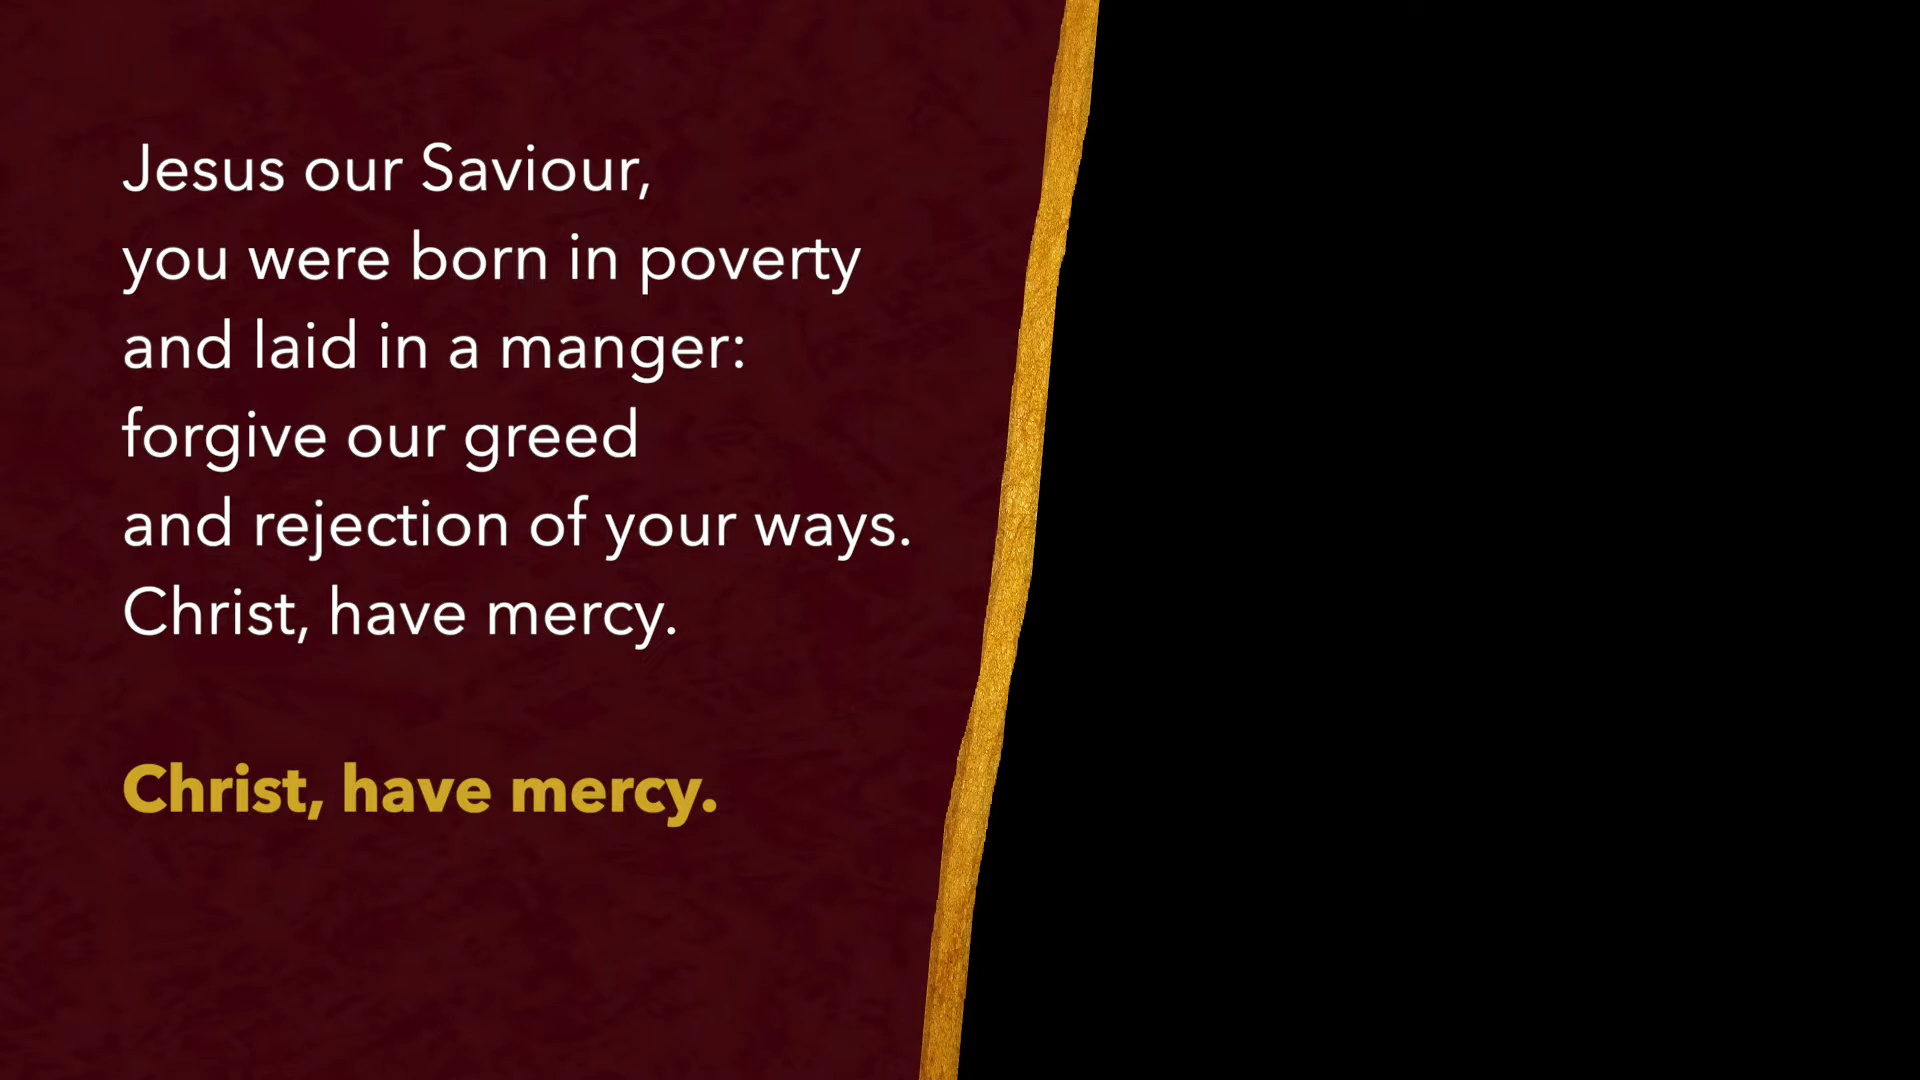 Jesus our Saviour,
you were born in poverty
and laid in a manger:
forgive our greed
and rejection of your ways.
Christ, have mercy.
Christ, have mercy.